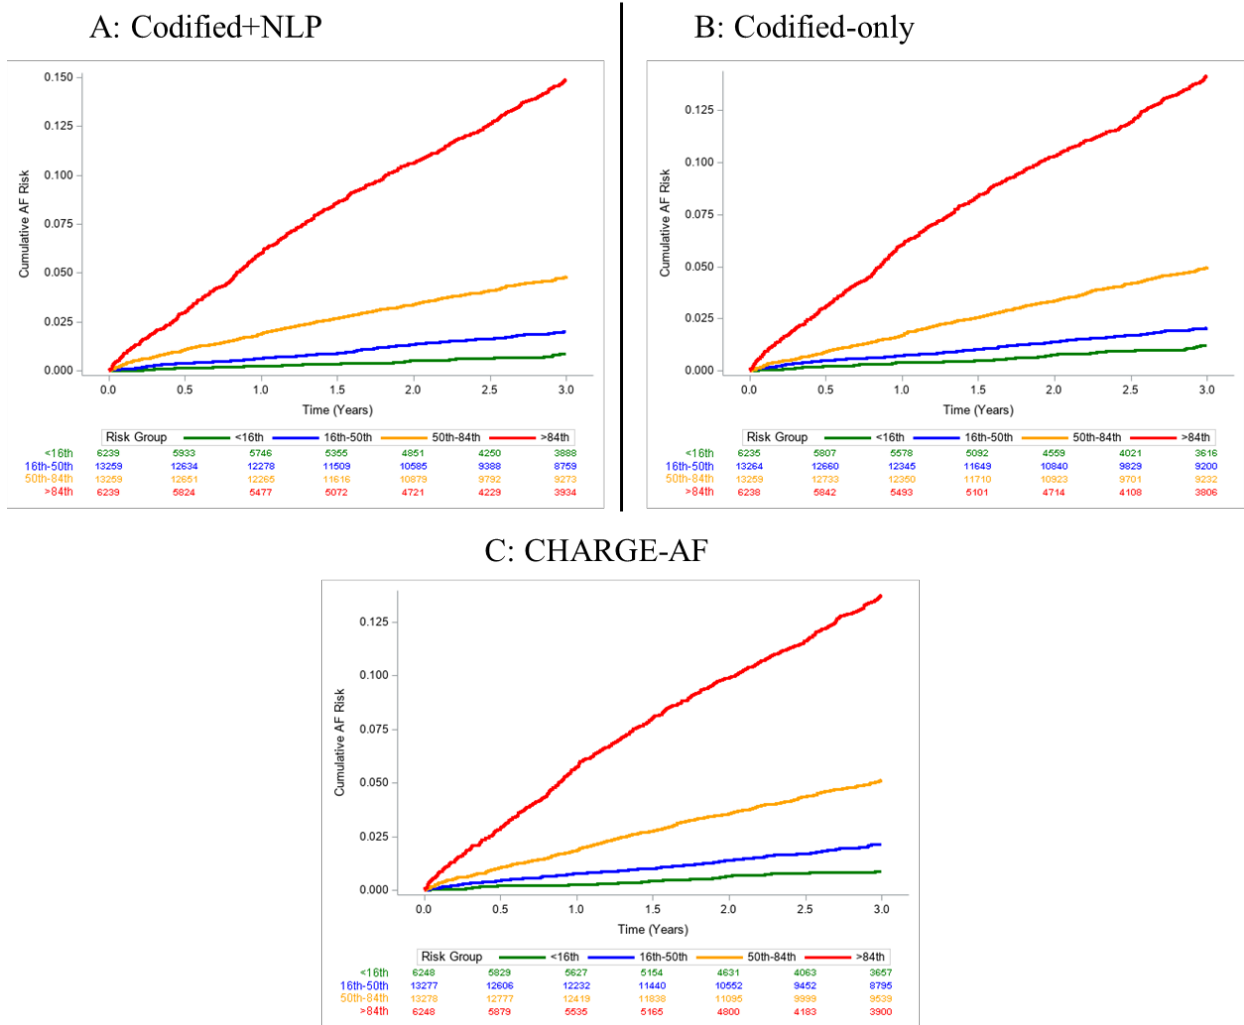 A: Codified+NLP
Cumulative AF Risk
0.150
0.125
0.100
0.075
0.050
0.025
0.000
0.0 0.5 1.0 1.5 2.0 2.5 3.0
Time (Years)
Risk Group <16th 16th-50th 50th-84th >84th
<16th 6239 5933 5746 5355 4851 4250 3888
16th-50th 13259 12634 12278 11509 10585 9388 8759
50th-84th 13259 12651 12265 11616 10879 9792 9273
>84th 6239 5824 5477 5072 4721 4229 3934
B: Codified-only
Cumulative AF Risk
0.125
0.100
0.075
0.050
0.025
0.000
0.0 0.5 1.0 1.5 2.0 2.5 3.0
Time (Years)
Risk Group <16th 16th-50th 50th-84th >84th
<16th 6235 5807 5578 5092 4559 4021 3616
16th-50th 13264 12660 12345 11649 10840 9829 9200
50th-84th 13259 12733 12350 11710 10923 9701 9232
>84th 6238 5842 5493 5101 4714 4108 3806
C: CHARGE-AF
Cumulative AF Risk
0.125
0.100
0.075
0.050
0.025
0.000
0.0 0.5 1.0 1.5 2.0 2.5 3.0
Time (Years)
Risk Group <16th 16th-50th 50th-84th >84th
<16th 6248 5829 5627 5154 4631 4063 3657
16th-50th 13277 12606 12232 11440 10552 9452 8795
50th-84th 13278 12777 12419 11838 11095 9999 9539
>84th 6248 5879 5535 5165 4800 4183 3900